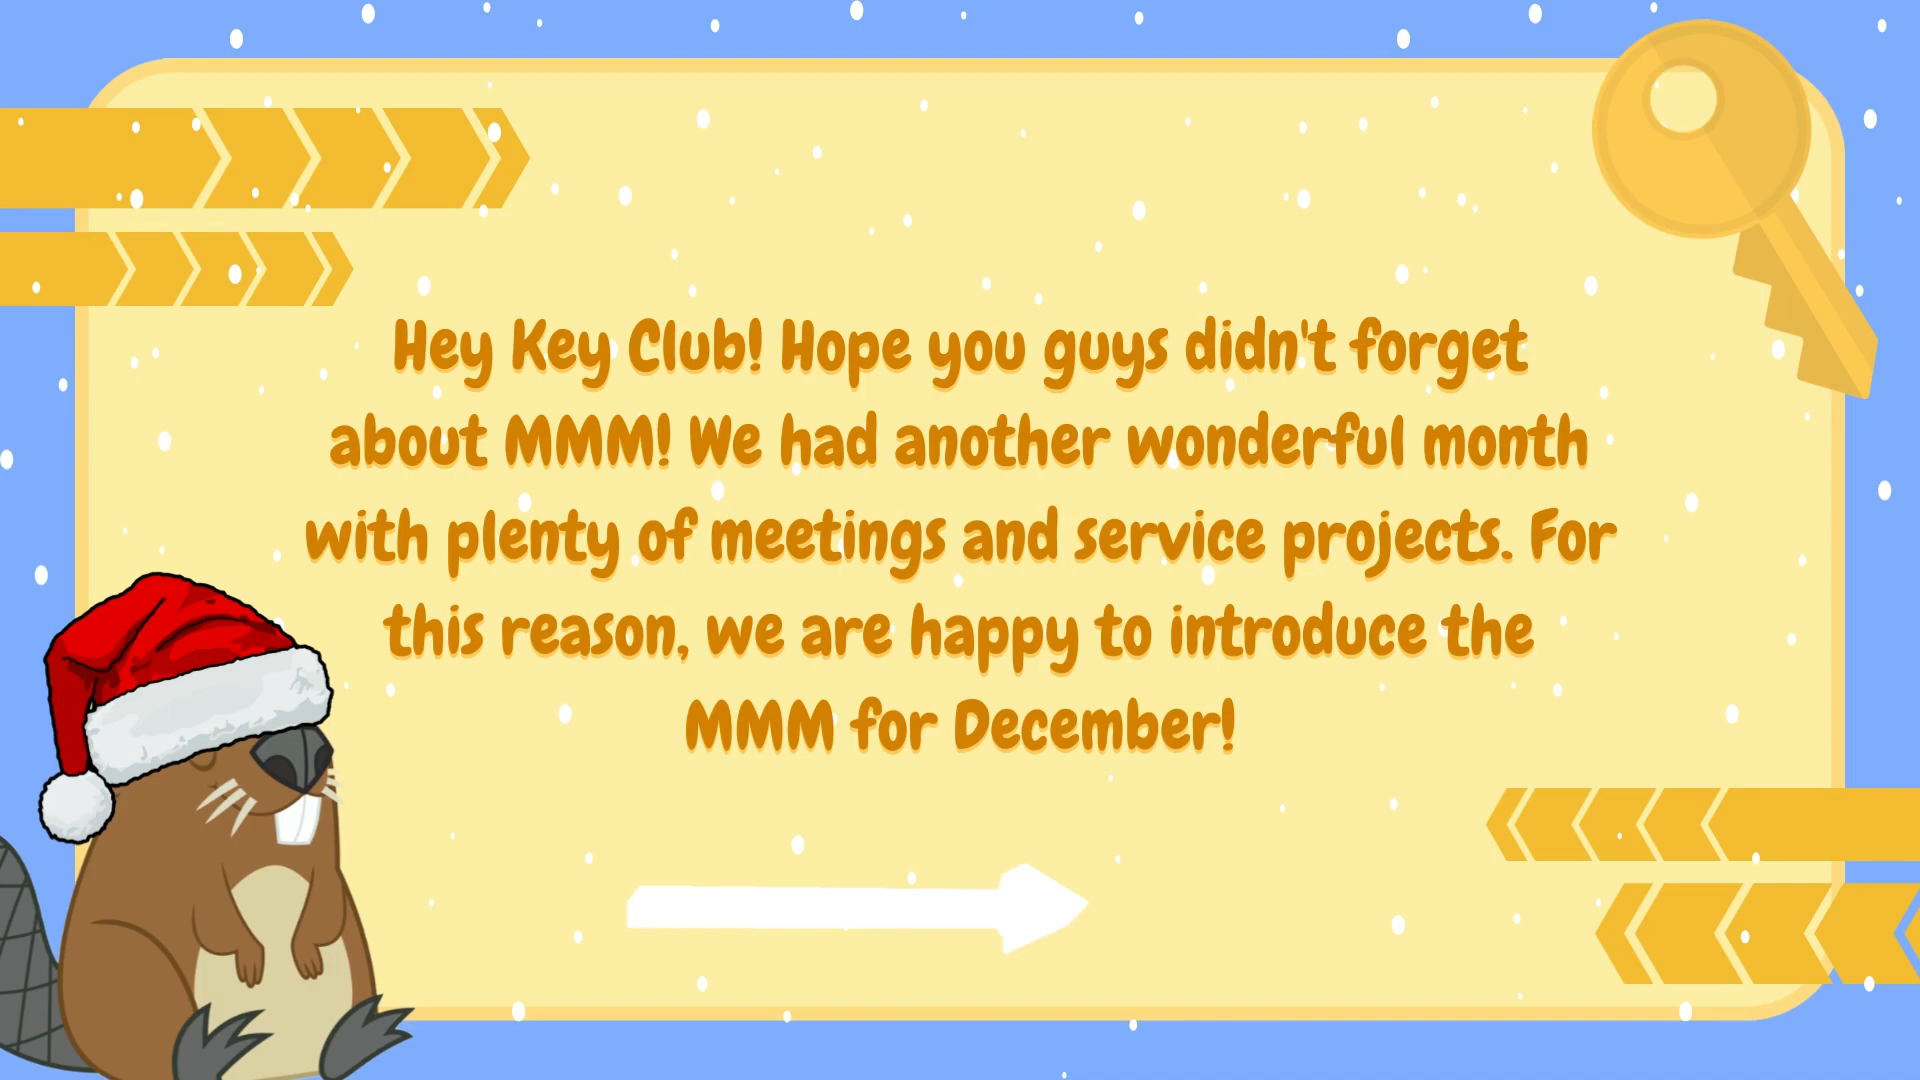 Hey Key Club! Hope you guys didn't forget
about MMM! We had another wonderful month
with plenty of meetings and service projects. For
this reason, we are happy to introduce the
MMM for December!